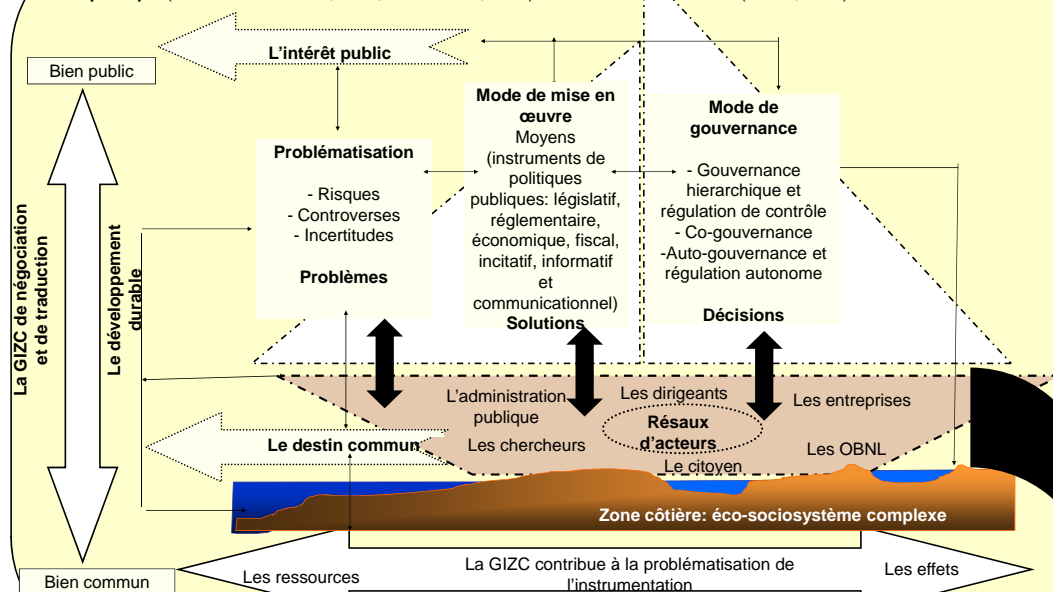 L'intérêt public
Bien public
Mode de mise en
œuvre
Moyens
(instruments de
politiques
publiques: législatif,
réglementaire,
économique, fiscal,
incitatif, informatif
et
communicationnel)
Solutions
Mode de
gouvernance
- Gouvernance
hierarchique et
régulation de contrôle
- Co-gouvernance
-Auto-gouvernance et
régulation autonome
Décisions
Problématisation
- Risques
- Controverses
- Incertitudes
Problèmes
La GIZC de négociation
et de traduction
Le développement
durable
L'administration
publique
Les dirigeants
Les entreprises
Résaux
d'acteurs
Le destin commun
Les chercheurs
Les OBNL
Le citoyen
Zone côtière: éco-sociosystème complexe
Bien commun
Les ressources
La GIZC contribue à la problématisation de
l'instrumentation
Les effets